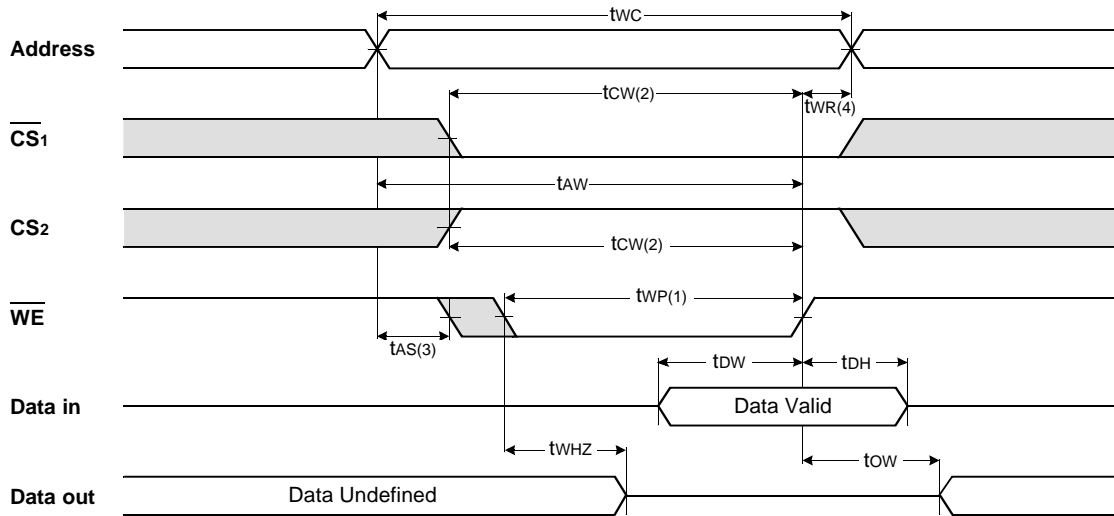 tWC
Address
tCW(2)
tWR(4)
CS1
tAW
CS2
tCW(2)
tWP(1)
WE
tAS(3)
tDW
tDH
Data in
Data Valid
tWHZ
tOW
Data out
Data Undefined